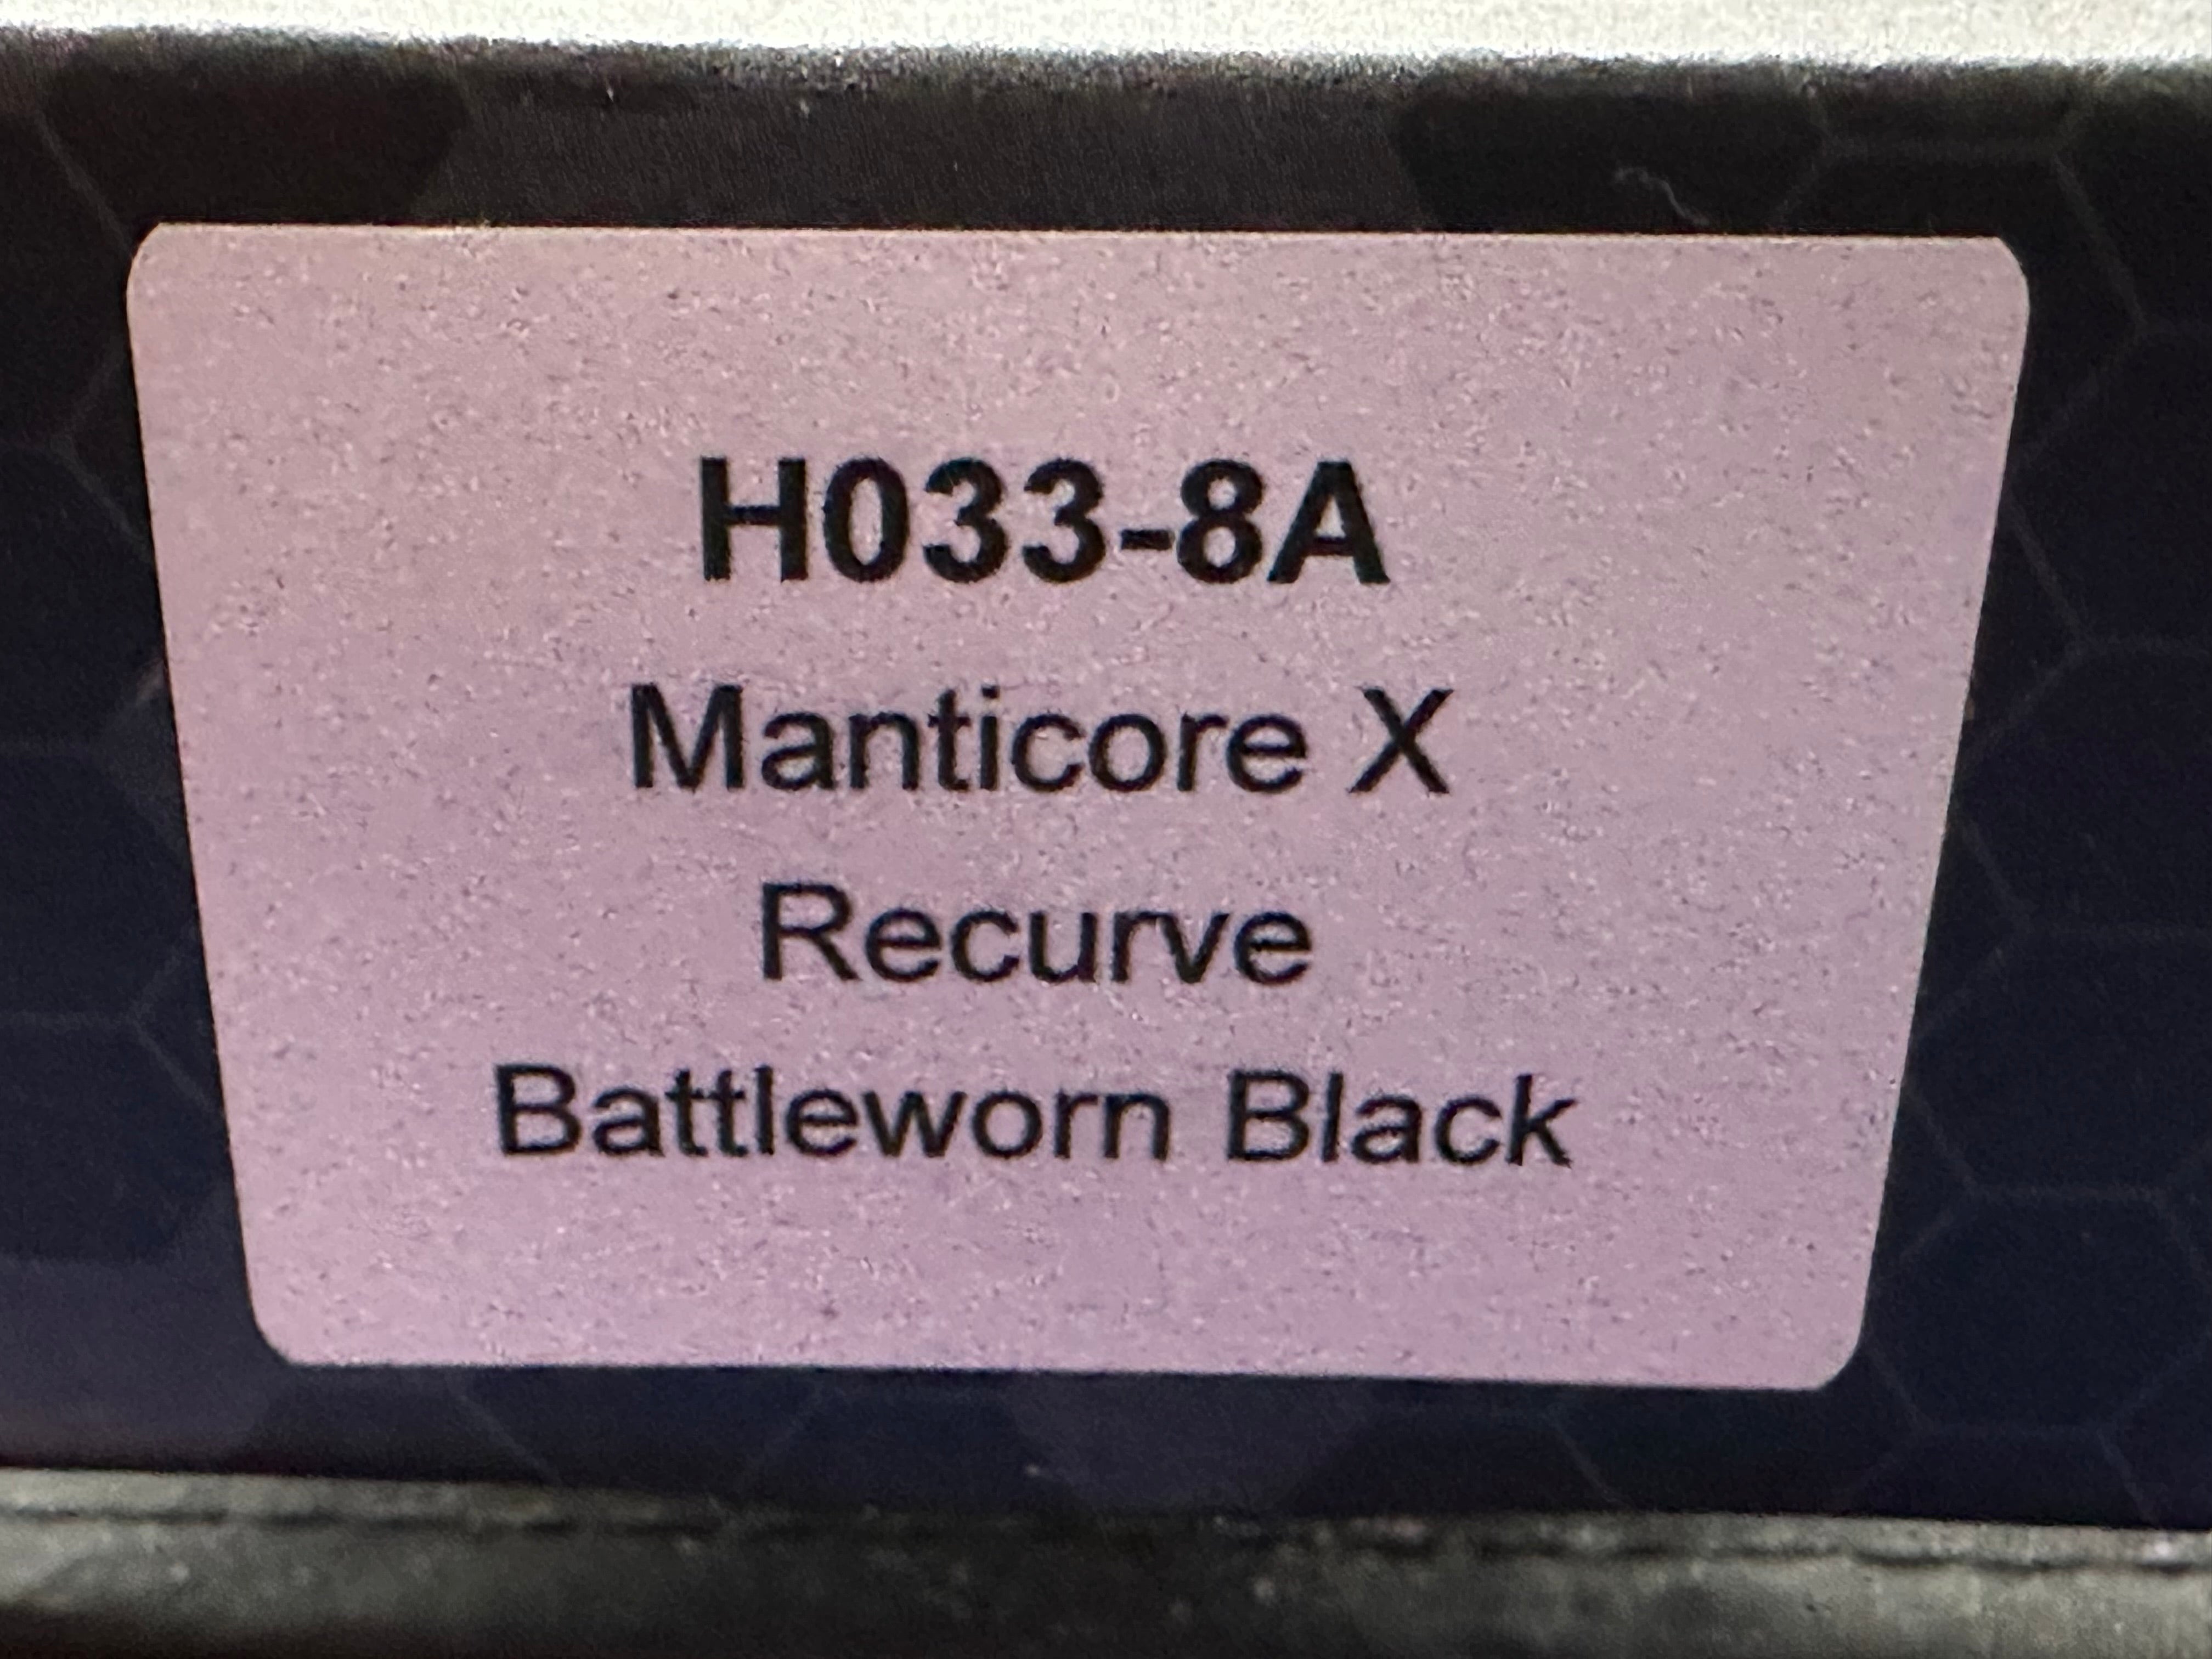 H033-8A
Manticore X
Recurve
Battleworn Black